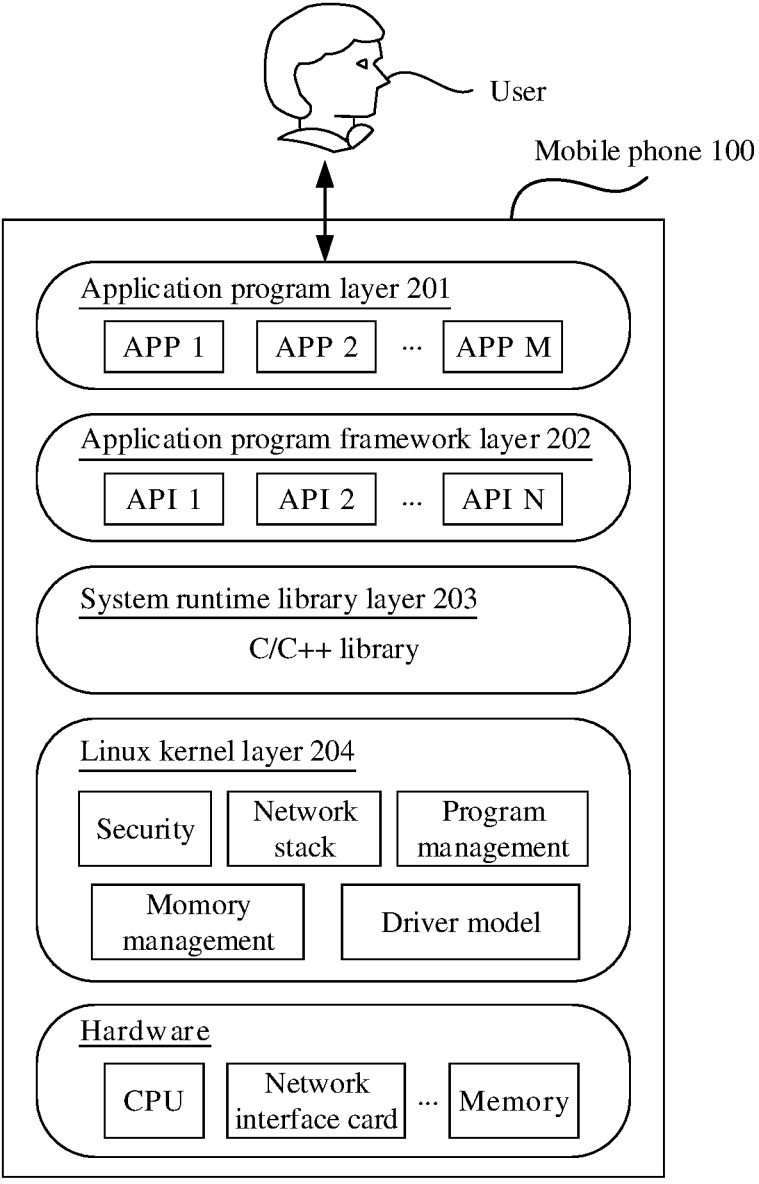 User
Mobile phone 100
Application program layer 201
APP 1 APP 2 ... APP M
Application program framework layer 202
API 1 API 2 ... API N
System runtime library layer 203
C/C++ library
Linux kernel layer 204
Security
Network
stack
Program
management
Momory
management
Driver model
Hardware
CPU
Network
interface card
...
Memory